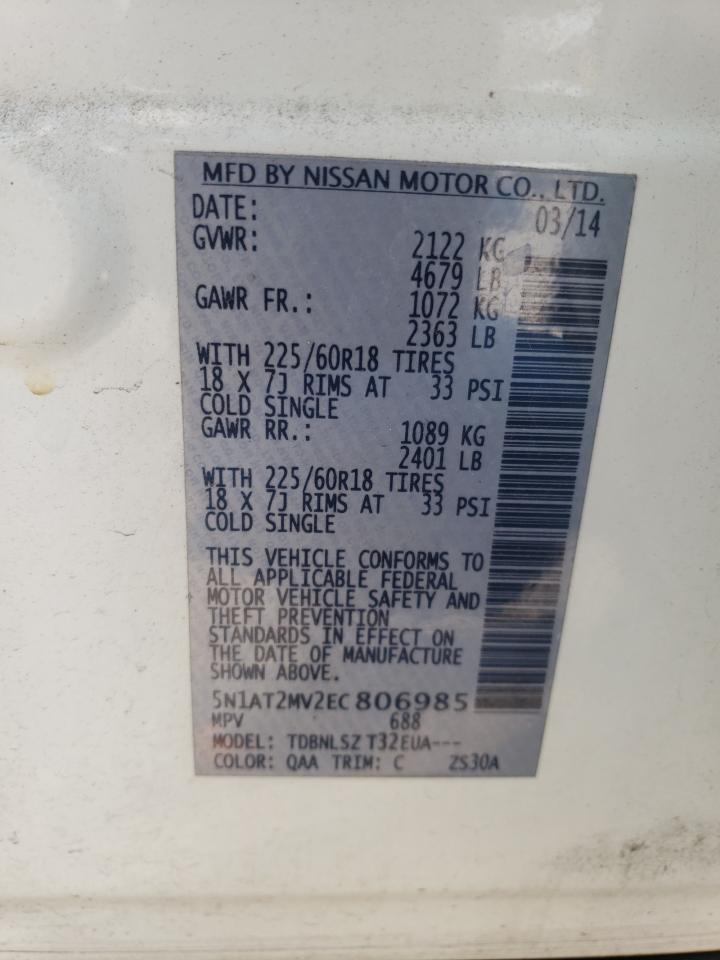 MFD BY NISSAN MOTOR CO., LTD.
DATE: 03/14
GVWR: 2122 KG
4679 LB
GAWR FR.: 1072 KG
2363 LB
WITH 225/60R18 TIRES
18 X 7J RIMS AT 33 PSI
COLD SINGLE
GAWR RR.: 1089 KG
2401 LB
WITH 225/60R18 TIRES
18 X 7J RIMS AT 33 PSI
COLD SINGLE
THIS VEHICLE CONFORMS TO
ALL APPLICABLE FEDERAL
MOTOR VEHICLE SAFETY AND
THEFT PREVENTION
STANDARDS IN EFFECT ON
THE DATE OF MANUFACTURE
SHOWN ABOVE.
5N1AT2MV2EC806985
MPV 688
MODEL: TDBNLSZ T32EUA---
COLOR: QAA TRIM: C ZS30A